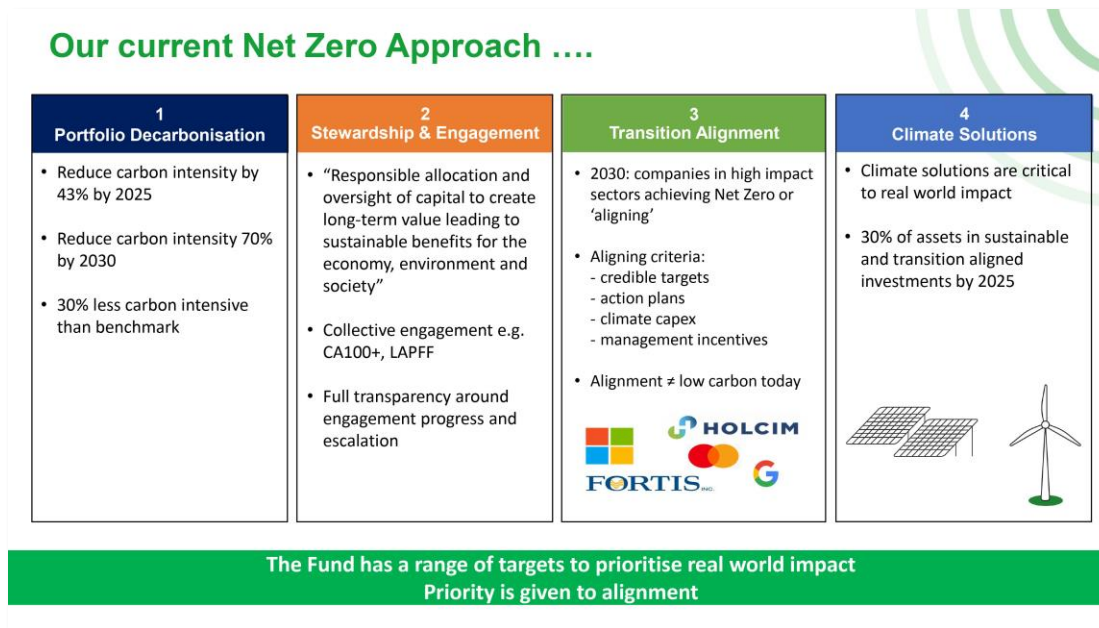 Our current Net Zero Approach ….
1
Portfolio Decarbonisation
• Reduce carbon intensity by
43% by 2025
• Reduce carbon intensity 70%
by 2030
• 30% less carbon intensive
than benchmark
2
Stewardship & Engagement
• “Responsible allocation and
oversight of capital to create
long-term value leading to
sustainable benefits for the
economy, environment and
society”
• Collective engagement e.g.
CA100+, LAPFF
• Full transparency around
engagement progress and
escalation
3
Transition Alignment
• 2030: companies in high impact
sectors achieving Net Zero or
‘aligning’
• Aligning criteria:
- credible targets
- action plans
- climate capex
- management incentives
• Alignment ≠ low carbon today
HOLCIM
FORTIS INC.
G
4
Climate Solutions
• Climate solutions are critical
to real world impact
• 30% of assets in sustainable
and transition aligned
investments by 2025
The Fund has a range of targets to prioritise real world impact
Priority is given to alignment